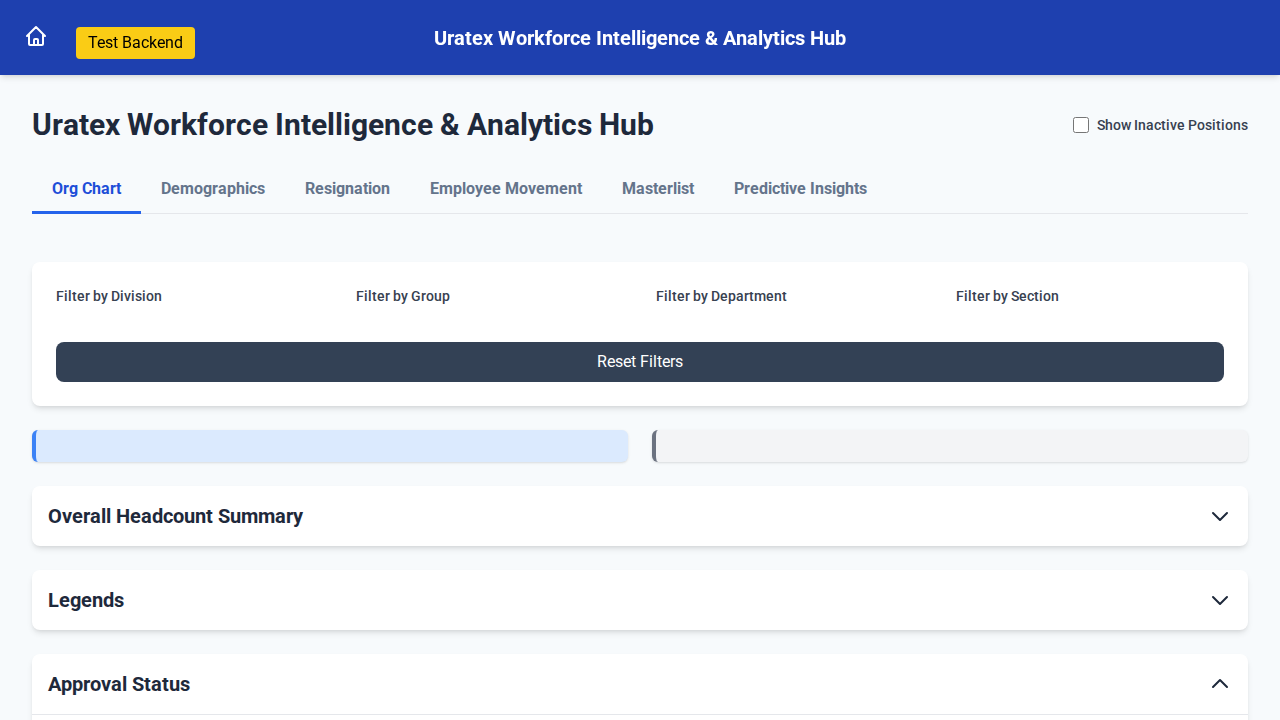 Test Backend
Uratex Workforce Intelligence & Analytics Hub
Uratex Workforce Intelligence & Analytics Hub
Show Inactive Positions
Org Chart
Demographics
Resignation
Employee Movement
Masterlist
Predictive Insights
Filter by Division
Filter by Group
Filter by Department
Filter by Section
Reset Filters
Overall Headcount Summary
Legends
Approval Status